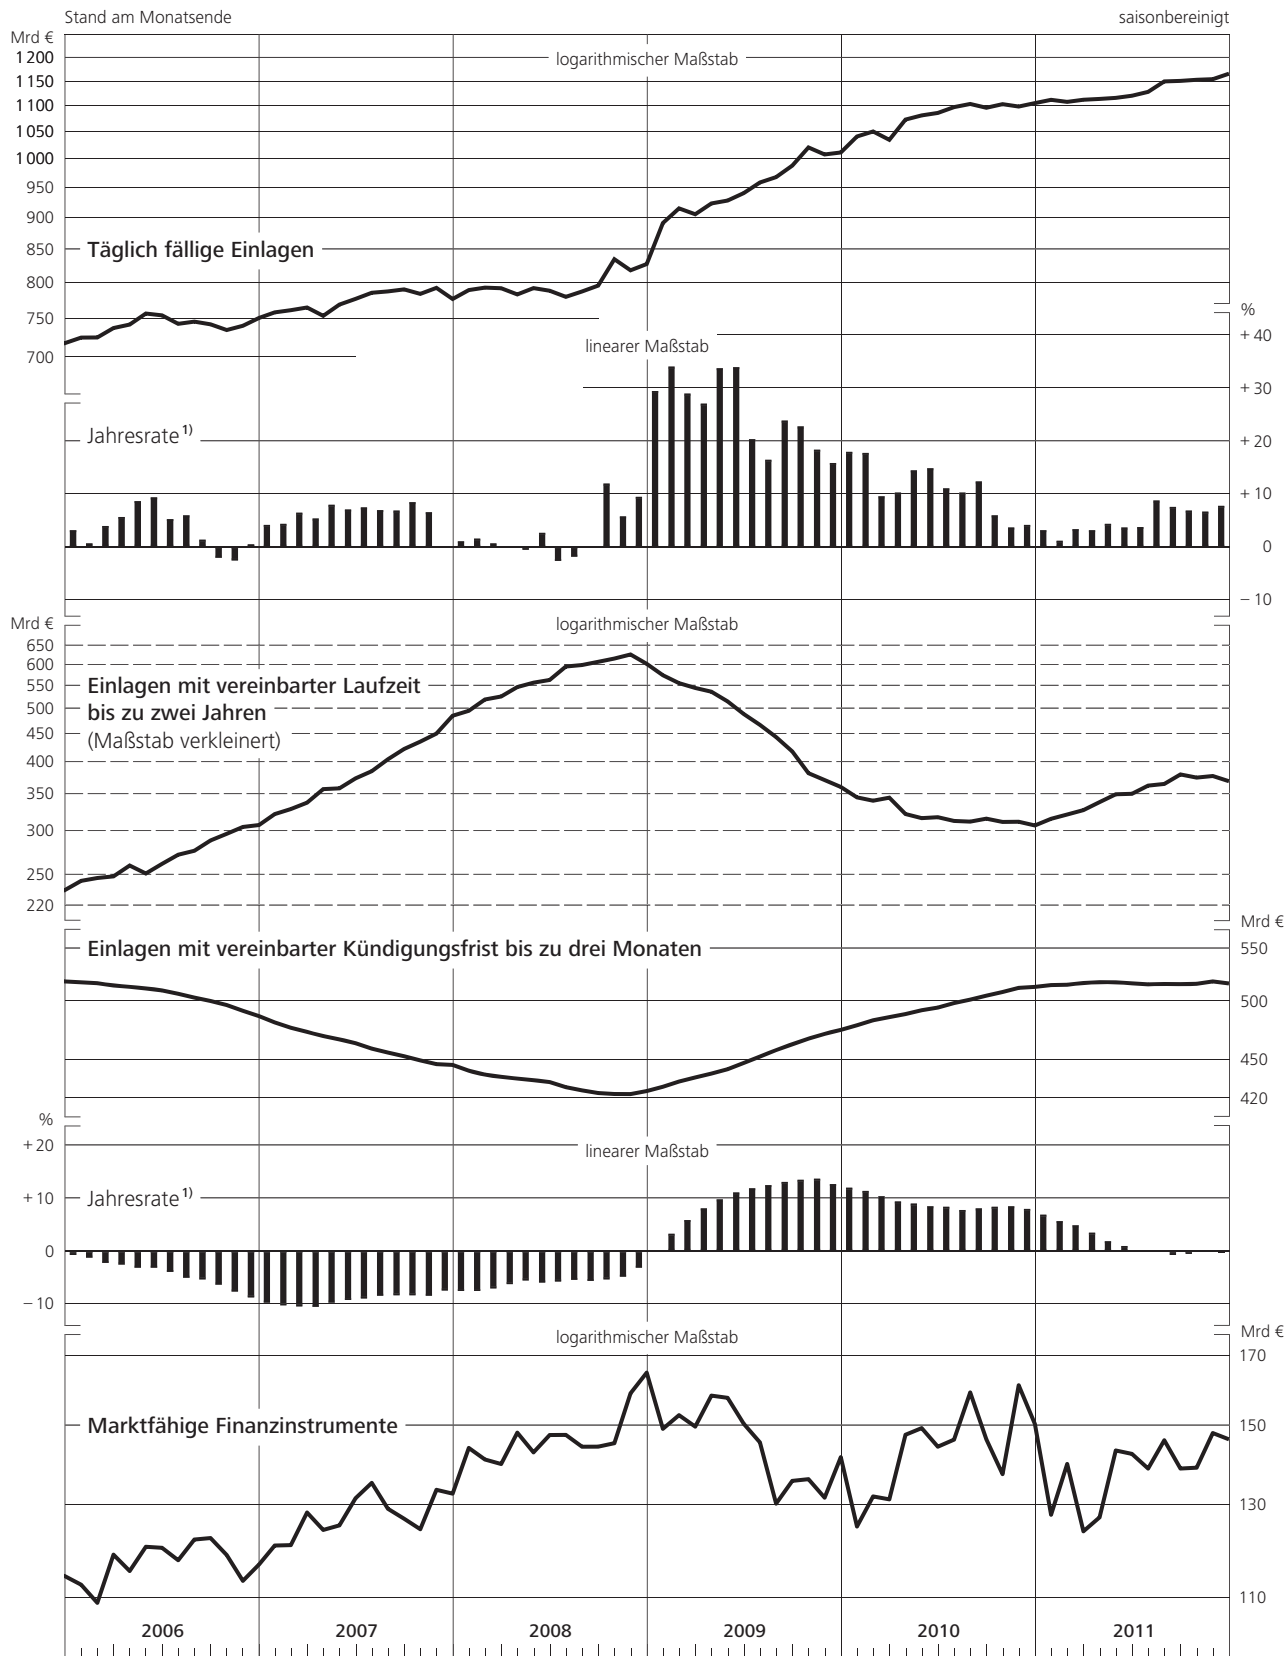 Stand am Monatsende saisonbereinigt
Mrd €
1 200
logarithmischer Maßstab
1 150
1 100
1 050
1 000
950
900
850
Täglich fällige Einlagen
800
750
%
+ 40
700
linearer Maßstab
+ 30
Jahresrate 1)
+ 20
+ 10
0
– 10
Mrd €
logarithmischer Maßstab
650
600
550
Einlagen mit vereinbarter Laufzeit
500
bis zu zwei Jahren
450
(Maßstab verkleinert)
400
350
300
250
220
Mrd €
Einlagen mit vereinbarter Kündigungsfrist bis zu drei Monaten
550
500
450
420
%
+ 20
linearer Maßstab
+ 10
Jahresrate 1)
0
– 10
logarithmischer Maßstab
Mrd €
170
Marktfähige Finanzinstrumente
150
130
110
2006 2007 2008 2009 2010 2011